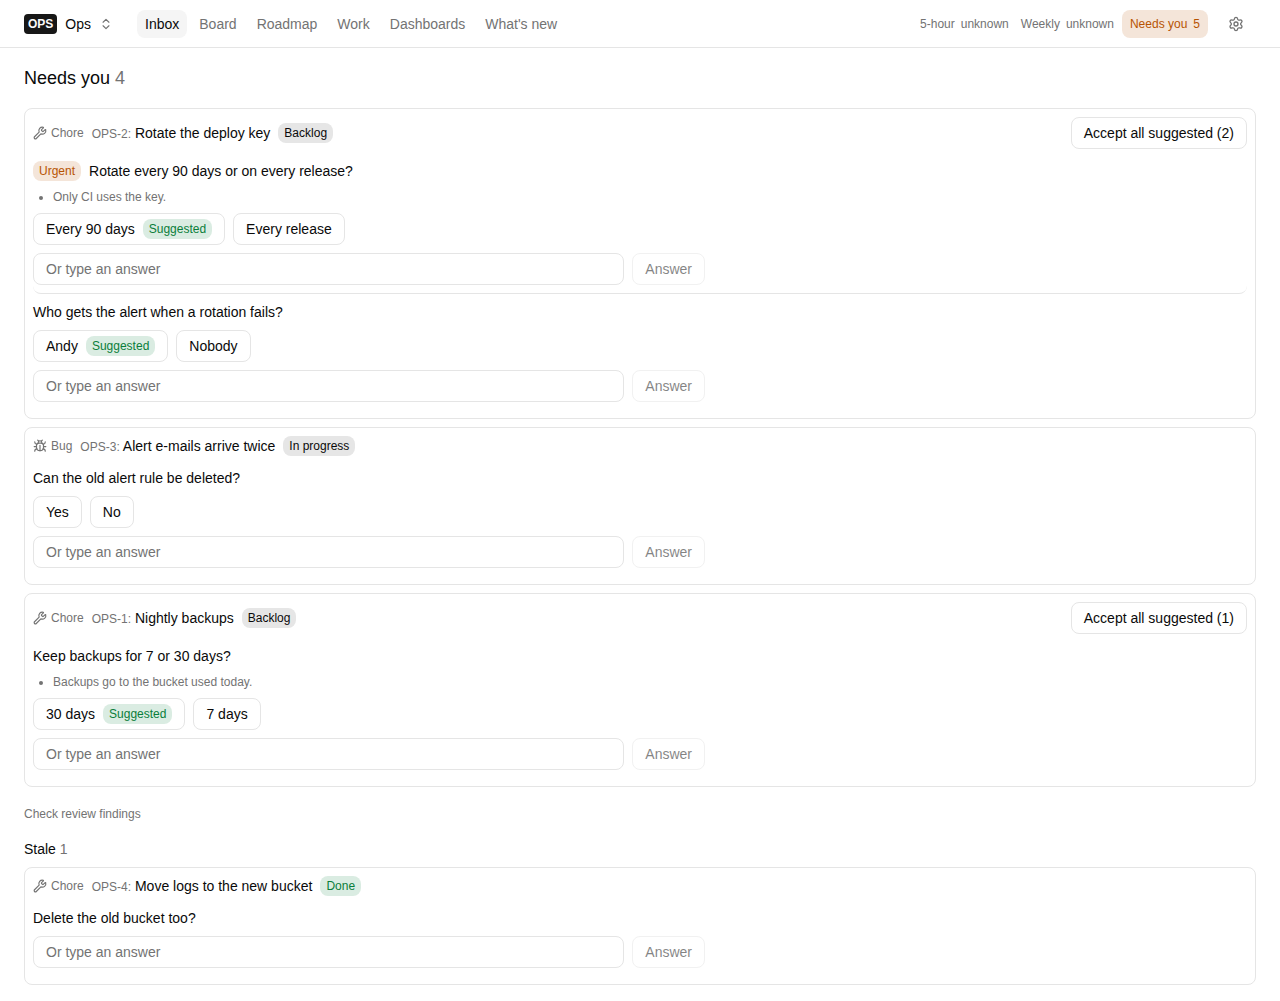 OPS Ops Inbox Board Roadmap Work Dashboards What's new 5-hour unknown Weekly unknown Needs you 5
Needs you 4
Chore OPS-2: Rotate the deploy key Backlog Accept all suggested (2)
Urgent Rotate every 90 days or on every release?
• Only CI uses the key.
Every 90 days Suggested Every release
Or type an answer Answer
Who gets the alert when a rotation fails?
Andy Suggested Nobody
Or type an answer Answer
Bug OPS-3: Alert e-mails arrive twice In progress
Can the old alert rule be deleted?
Yes No
Or type an answer Answer
Chore OPS-1: Nightly backups Backlog Accept all suggested (1)
Keep backups for 7 or 30 days?
• Backups go to the bucket used today.
30 days Suggested 7 days
Or type an answer Answer
Check review findings
Stale 1
Chore OPS-4: Move logs to the new bucket Done
Delete the old bucket too?
Or type an answer Answer